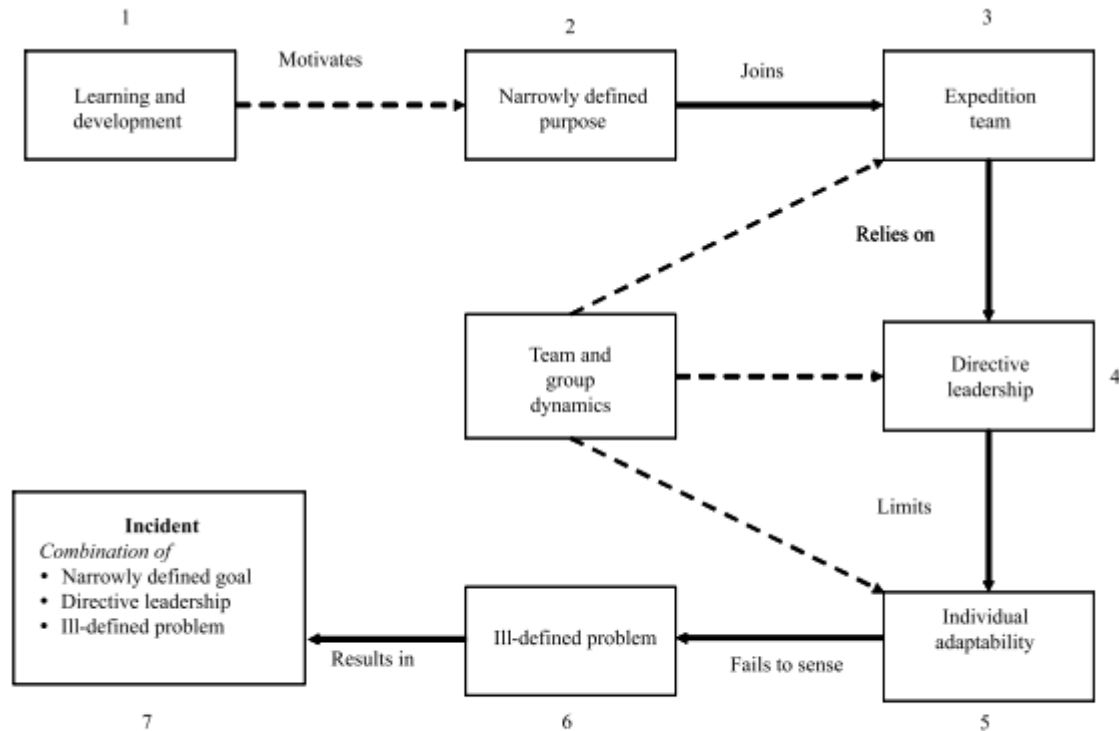 1
2
3
Learning and
development
Motivates
Narrowly defined
purpose
Joins
Expedition
team
Relies on
Team and
group
dynamics
Directive
leadership
4
Limits
Incident
Combination of
• Narrowly defined goal
• Directive leadership
• Ill-defined problem
Results in
Ill-defined problem
Fails to sense
Individual
adaptability
7
6
5